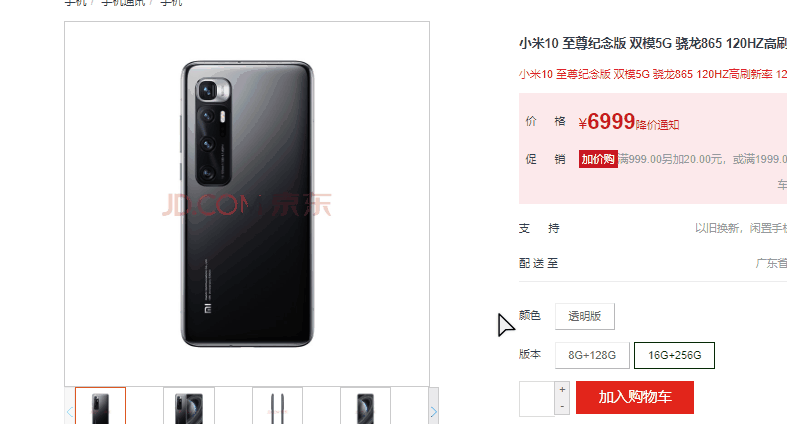 手机 / 手机通讯 / 手机
小米10 至尊纪念版 双模5G 骁龙865 120HZ高刷
小米10 至尊纪念版 双模5G 骁龙865 120HZ高刷新率 12
价 格 ¥6999降价通知
促 销 加价购满999.00另加20.00元，或满1999.0
车
支 持 以旧换新，闲置手机
配送至 广东省
JD.COM 京东
颜色 透明版
版本 8G+128G 16G+256G
+
-
加入购物车